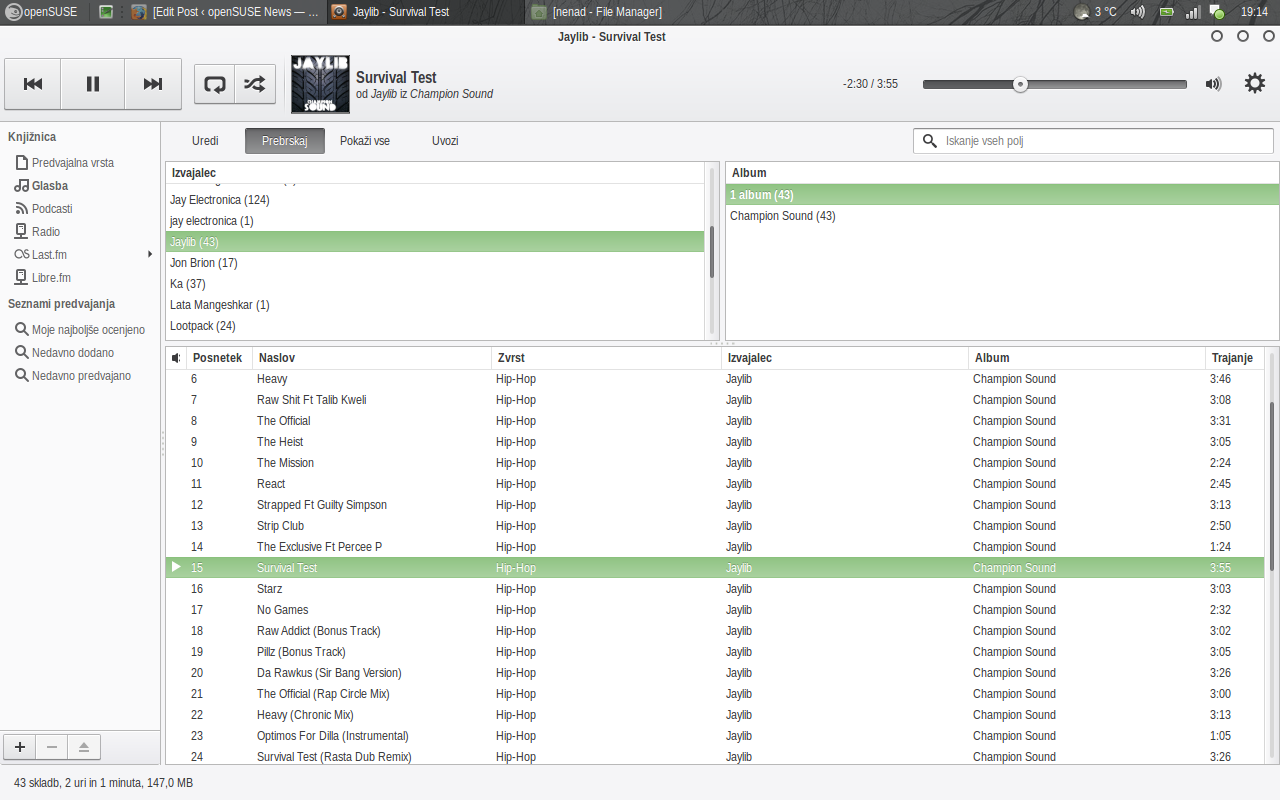 openSUSE [Edit Post ‹ openSUSE News — … Jaylib - Survival Test [nenad - File Manager] 3 °C 19:14
Jaylib - Survival Test
JAYLIB
CHAMPION
SOUND
Survival Test
od Jaylib iz Champion Sound
-2:30 / 3:55
Knjižnica
Predvajalna vrsta
Glasba
Podcasti
Radio
Last.fm
Libre.fm
Seznami predvajanja
Moje najboljše ocenjeno
Nedavno dodano
Nedavno predvajano
Uredi Prebrskaj Pokaži vse Uvozi Iskanje vseh polj
Izvajalec
Jay Electronica (124)
jay electronica (1)
Jaylib (43)
Jon Brion (17)
Ka (37)
Lata Mangeshkar (1)
Lootpack (24)
Album
1 album (43)
Champion Sound (43)
Posnetek Naslov Zvrst Izvajalec Album Trajanje
6 Heavy Hip-Hop Jaylib Champion Sound 3:46
7 Raw Shit Ft Talib Kweli Hip-Hop Jaylib Champion Sound 3:08
8 The Official Hip-Hop Jaylib Champion Sound 3:31
9 The Heist Hip-Hop Jaylib Champion Sound 3:05
10 The Mission Hip-Hop Jaylib Champion Sound 2:24
11 React Hip-Hop Jaylib Champion Sound 2:45
12 Strapped Ft Guilty Simpson Hip-Hop Jaylib Champion Sound 3:13
13 Strip Club Hip-Hop Jaylib Champion Sound 2:50
14 The Exclusive Ft Percee P Hip-Hop Jaylib Champion Sound 1:24
15 Survival Test Hip-Hop Jaylib Champion Sound 3:55
16 Starz Hip-Hop Jaylib Champion Sound 3:03
17 No Games Hip-Hop Jaylib Champion Sound 2:32
18 Raw Addict (Bonus Track) Hip-Hop Jaylib Champion Sound 3:02
19 Pillz (Bonus Track) Hip-Hop Jaylib Champion Sound 3:05
20 Da Rawkus (Sir Bang Version) Hip-Hop Jaylib Champion Sound 3:26
21 The Official (Rap Circle Mix) Hip-Hop Jaylib Champion Sound 3:00
22 Heavy (Chronic Mix) Hip-Hop Jaylib Champion Sound 3:13
23 Optimos For Dilla (Instrumental) Hip-Hop Jaylib Champion Sound 1:05
24 Survival Test (Rasta Dub Remix) Hip-Hop Jaylib Champion Sound 3:26
43 skladb, 2 uri in 1 minuta, 147,0 MB